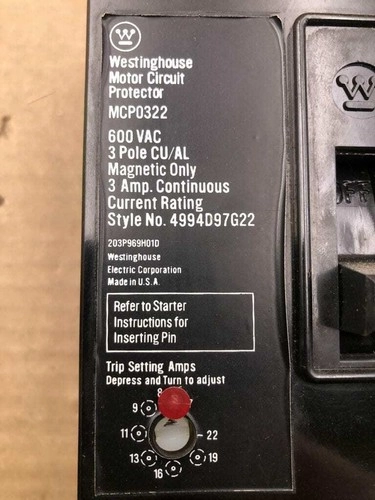 Westinghouse
Motor Circuit
Protector
MCP0322
600 VAC
3 Pole CU/AL
Magnetic Only
3 Amp. Continuous
Current Rating
Style No. 4994D97G22
203P969H01D
Westinghouse
Electric Corporation
Made in U.S.A.
Refer to Starter
Instructions for
Inserting Pin
Trip Setting Amps
Depress and Turn to adjust
8
9
11
22
13
19
16